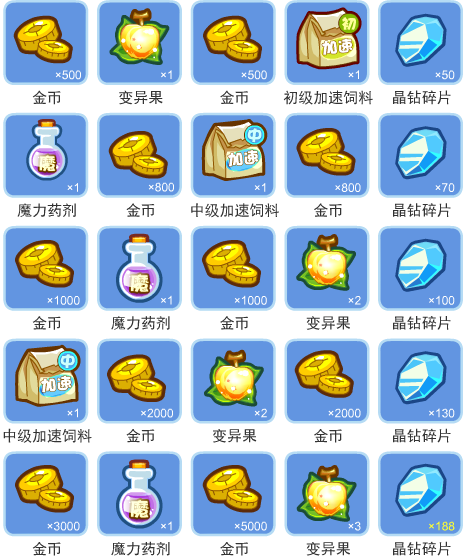 ×500 ×1 ×500 初 加速 ×1 ×50
金币 变异果 金币 初级加速饲料 晶钻碎片
魔 ×1 ×800 中 加速 ×1 ×800 ×70
魔力药剂 金币 中级加速饲料 金币 晶钻碎片
×1000 魔 ×1 ×1000 ×2 ×100
金币 魔力药剂 金币 变异果 晶钻碎片
中 加速 ×1 ×2000 ×2 ×2000 ×130
中级加速饲料 金币 变异果 金币 晶钻碎片
×3000 魔 ×1 ×5000 ×3 ×188
金币 魔力药剂 金币 变异果 晶钻碎片